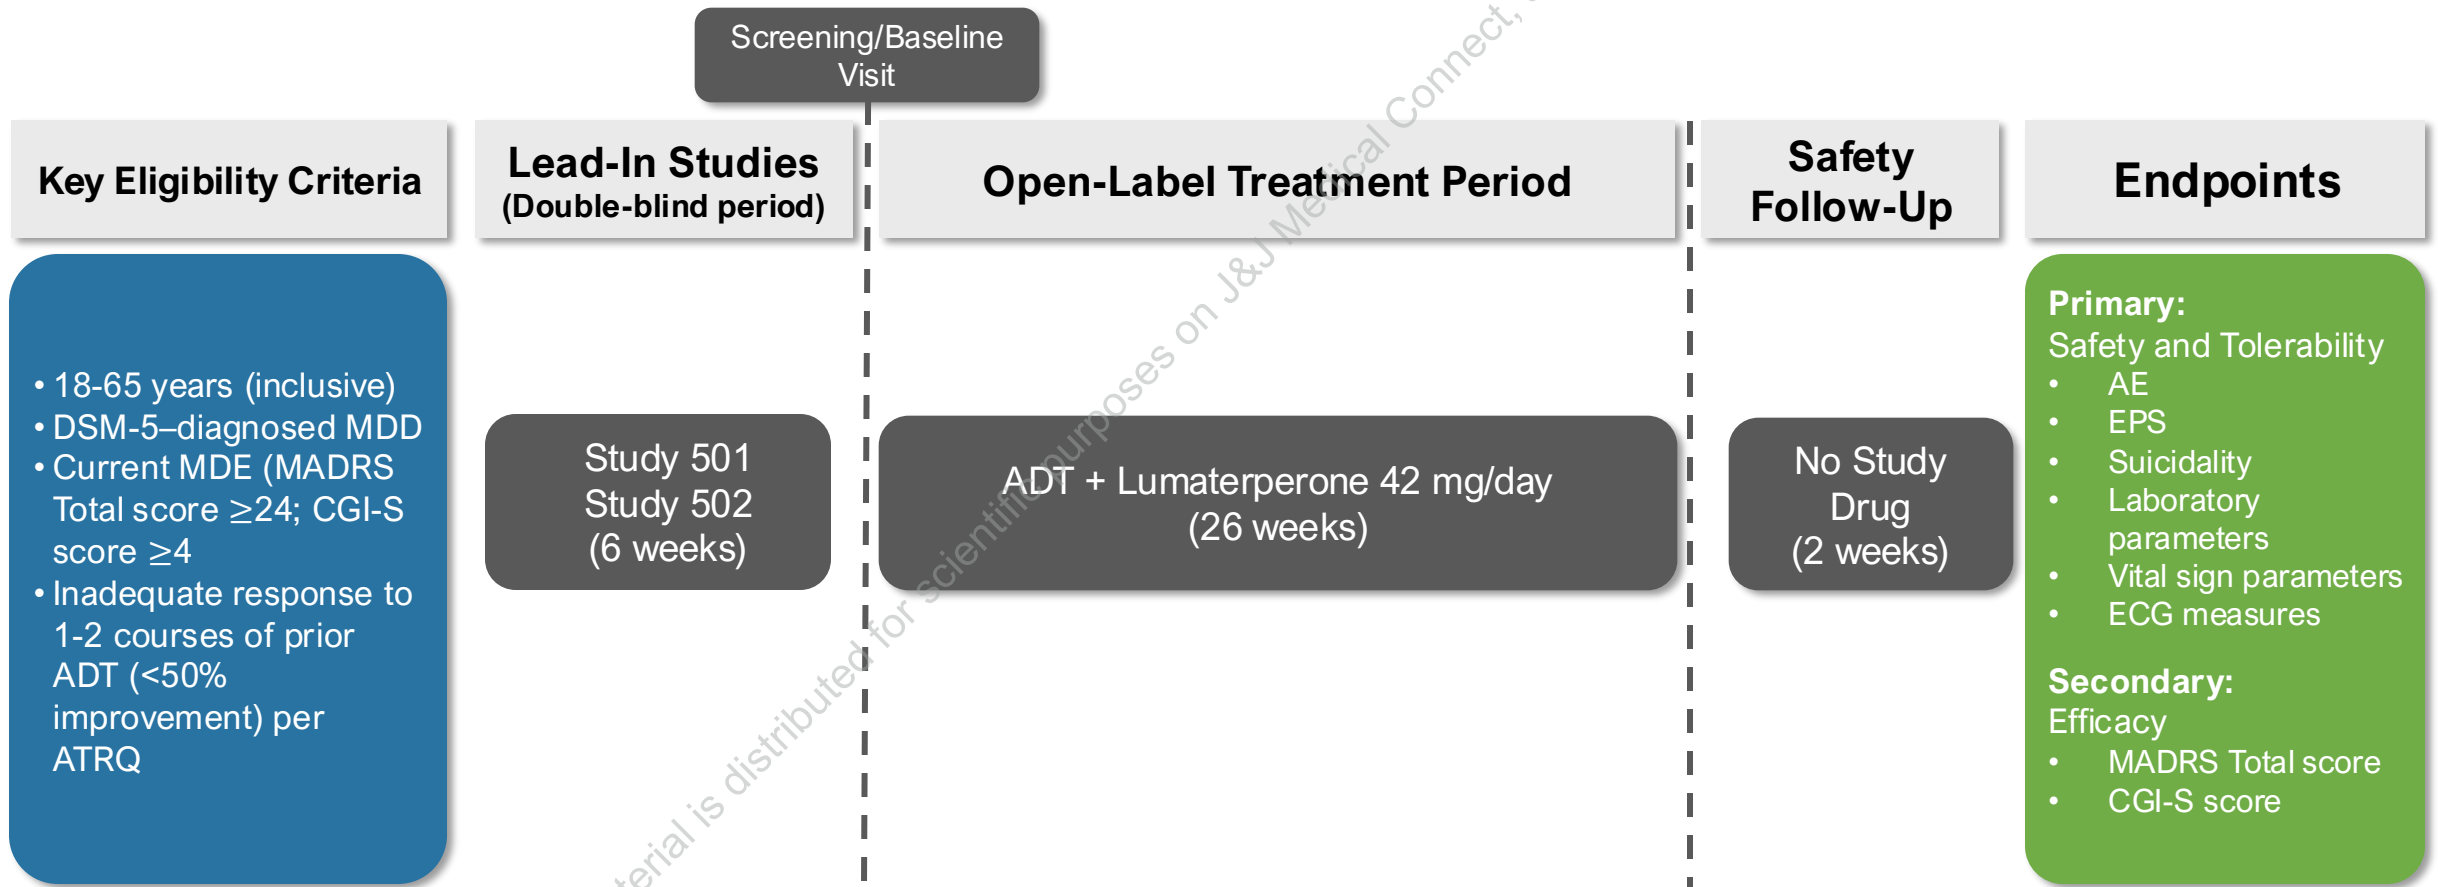 Screening/Baseline
Visit
Key Eligibility Criteria
Lead-In Studies
(Double-blind period)
Open-Label Treatment Period
Safety
Follow-Up
Endpoints
• 18-65 years (inclusive)
• DSM-5–diagnosed MDD
• Current MDE (MADRS
Total score ≥24; CGI-S
score ≥4
• Inadequate response to
1-2 courses of prior
ADT (<50%
improvement) per
ATRQ
Study 501
Study 502
(6 weeks)
ADT + Lumaterperone 42 mg/day
(26 weeks)
No Study
Drug
(2 weeks)
Primary:
Safety and Tolerability
• AE
• EPS
• Suicidality
• Laboratory
parameters
• Vital sign parameters
• ECG measures
Secondary:
Efficacy
• MADRS Total score
• CGI-S score
is distributed for scientific purposes on J&J Medical Connect,